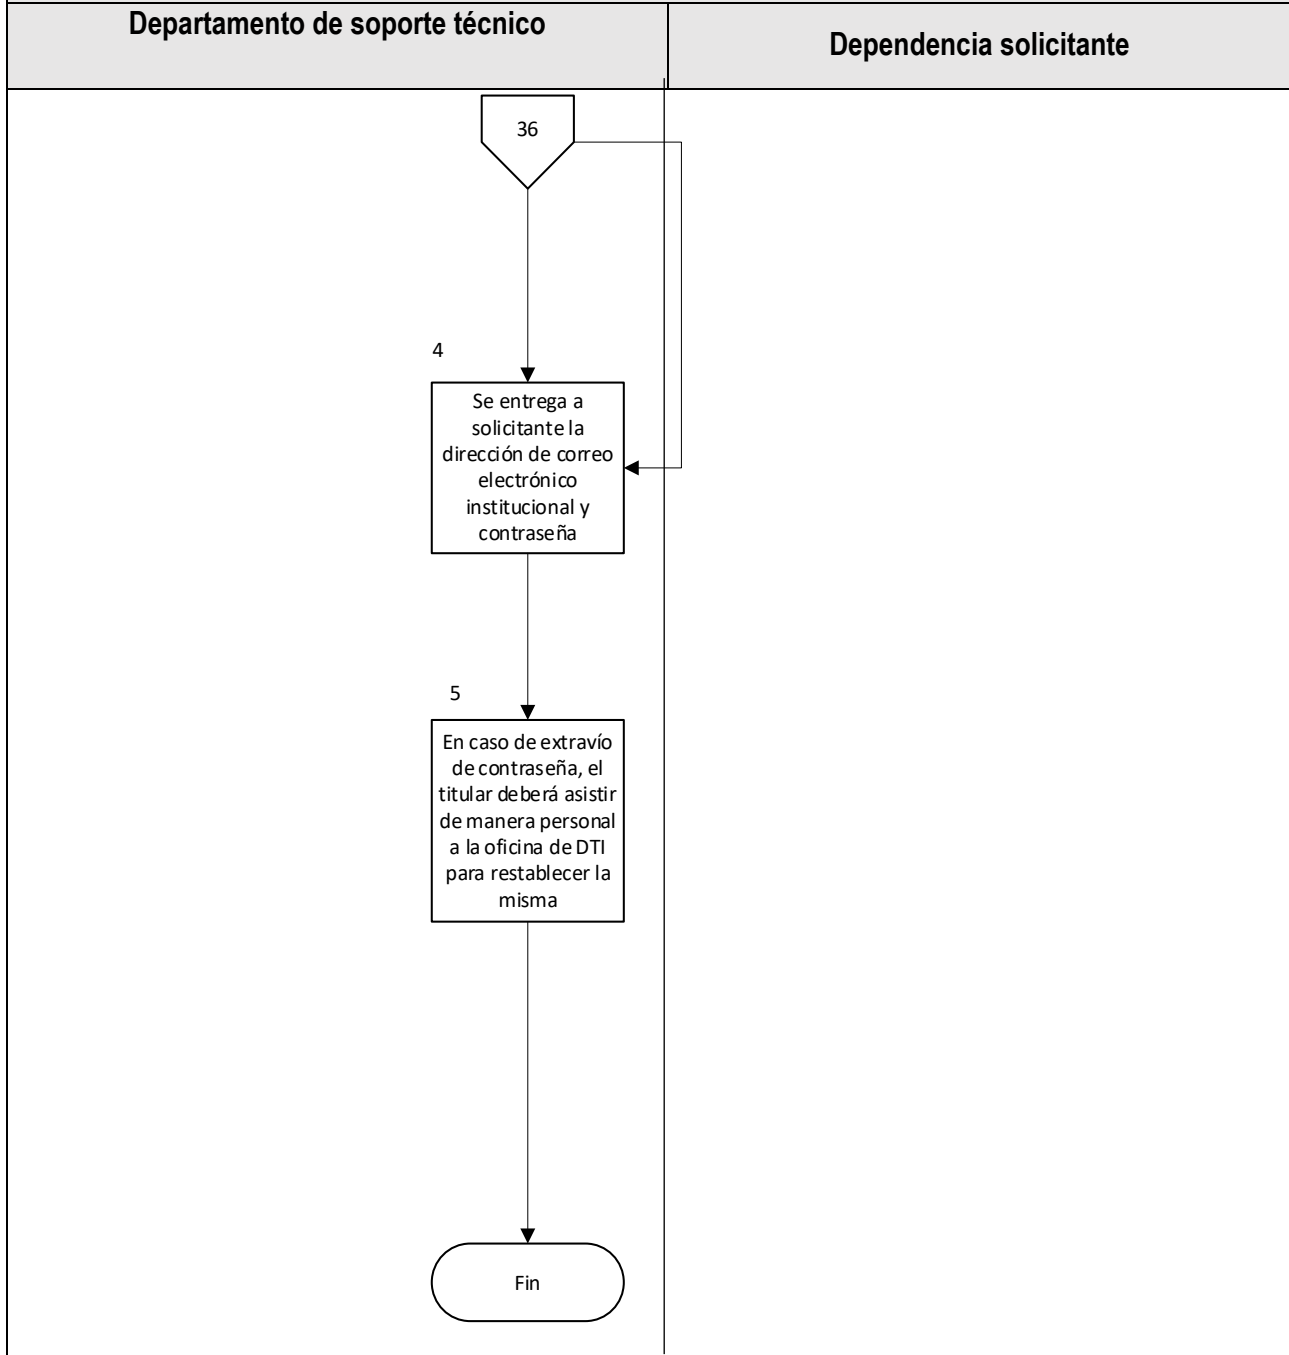 Departamento de soporte técnico
Dependencia solicitante
36
4
Se entrega a
solicitante la
dirección de correo
electrónico
institucional y
contraseña
5
En caso de extravío
de contraseña, el
titular deberá asistir
de manera personal
a la oficina de DTI
para restablecer la
misma
Fin